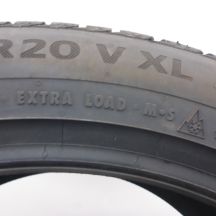 R20 V XL
EXTRA LOAD · M·S